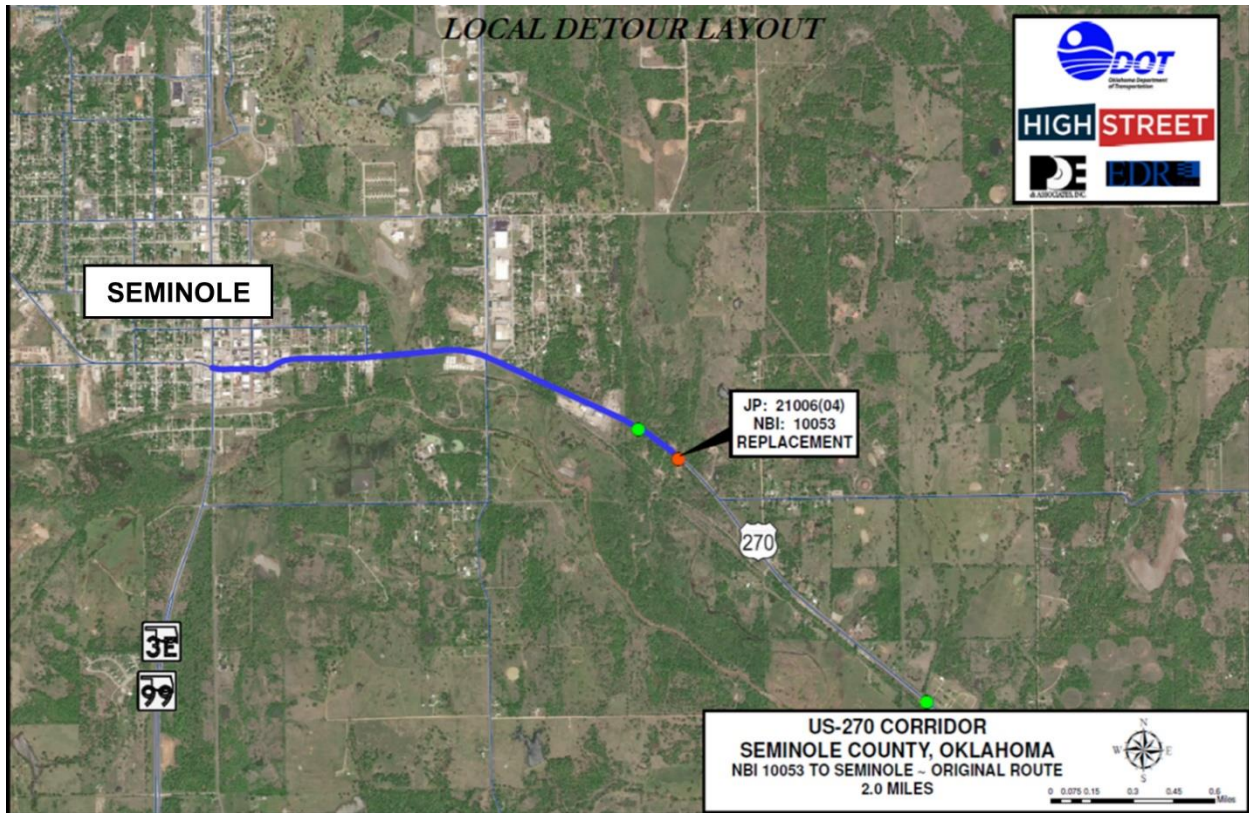 LOCAL DETOUR LAYOUT
ODOT
Oklahoma Department
of Transportation
HIGH STREET
PDE
& ASSOCIATES, INC
EDR
SEMINOLE
JP: 21006(04)
NBI: 10053
REPLACEMENT
270
3E
99
US-270 CORRIDOR
SEMINOLE COUNTY, OKLAHOMA
NBI 10053 TO SEMINOLE ~ ORIGINAL ROUTE
2.0 MILES
N
W E
S
0 0.075 0.15 0.3 0.45 0.6
Miles